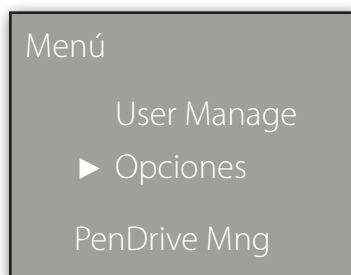 Menú
User Manage
► Opciones
PenDrive Mng